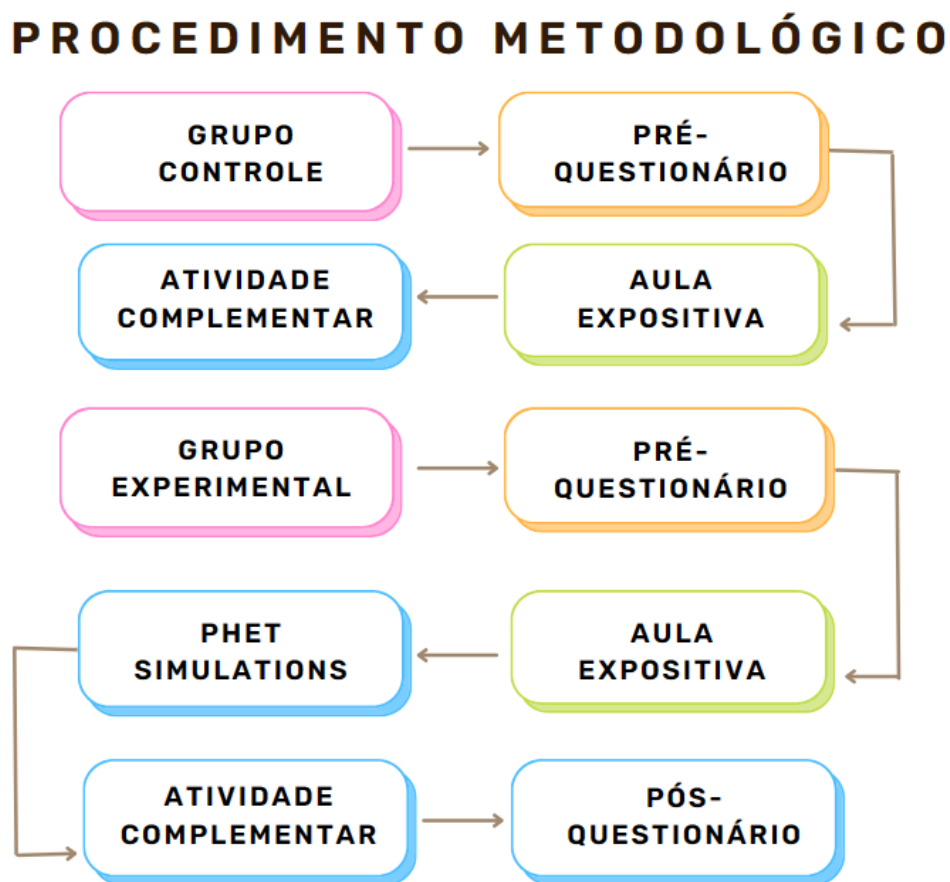 PROCEDIMENTO METODOLÓGICO
GRUPO
CONTROLE
PRÉ-
QUESTIONÁRIO
ATIVIDADE
COMPLEMENTAR
AULA
EXPOSITIVA
GRUPO
EXPERIMENTAL
PRÉ-
QUESTIONÁRIO
PHET
SIMULATIONS
AULA
EXPOSITIVA
ATIVIDADE
COMPLEMENTAR
PÓS-
QUESTIONÁRIO